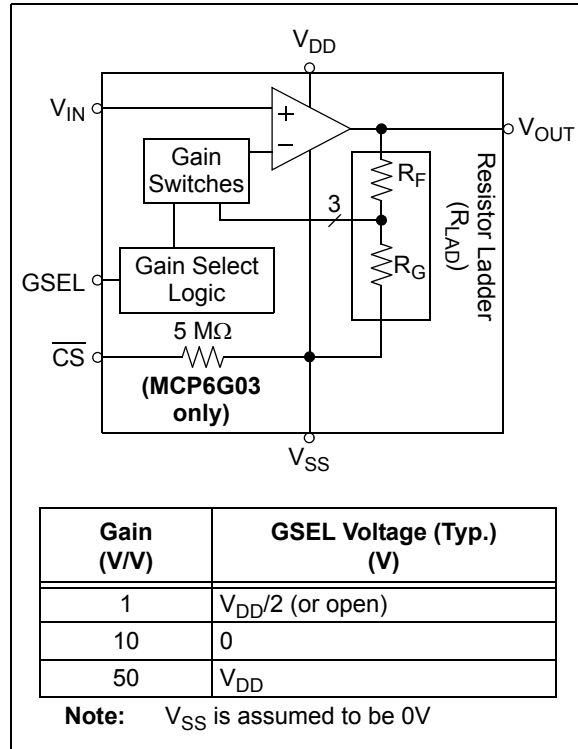 VDD
VIN
VOUT
Gain
Switches
3
RF
Resistor Ladder
(RLAD)
GSEL
Gain Select
Logic
RG
5 MΩ
C̅S̅
(MCP6G03
only)
VSS
Gain
(V/V)
GSEL Voltage (Typ.)
(V)
1
VDD/2 (or open)
10
0
50
VDD
Note: VSS is assumed to be 0V